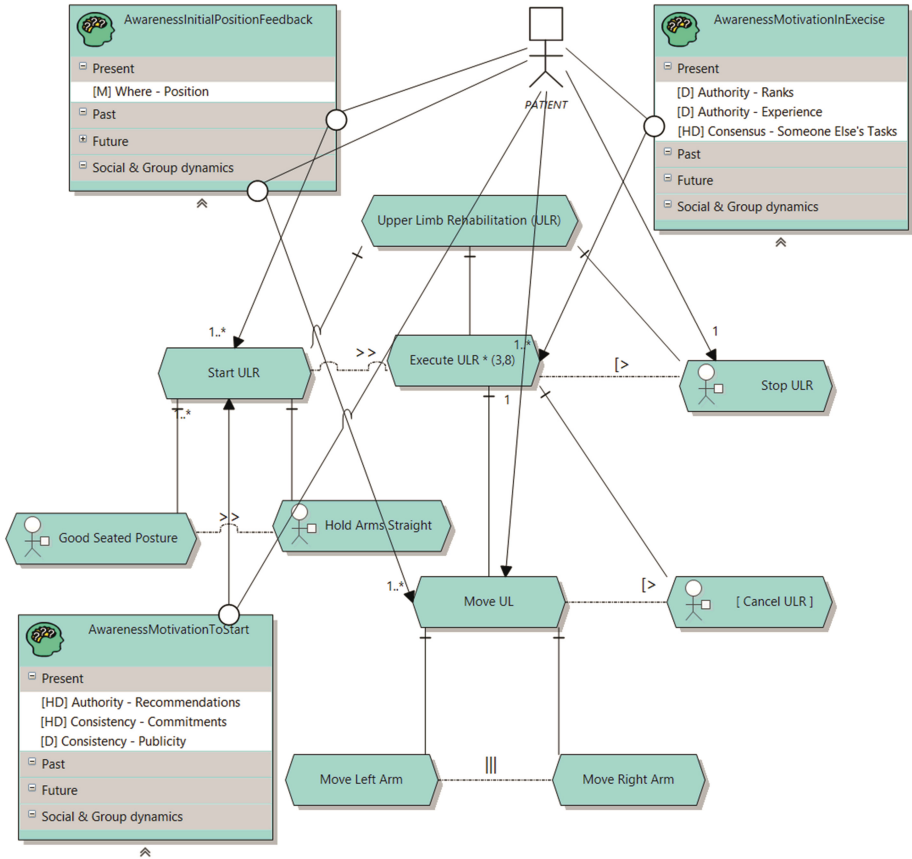 AwarenessInitialPositionFeedback
Present
[M] Where - Position
Past
Future
Social & Group dynamics
PATIENT
AwarenessMotivationInExecise
Present
[D] Authority - Ranks
[D] Authority - Experience
[HD] Consensus - Someone Else's Tasks
Past
Future
Social & Group dynamics
Upper Limb Rehabilitation (ULR)
1..*
Start ULR
>>
Execute ULR * (3,8)
1..*
[>
1
Stop ULR
1..*
1
Good Seated Posture
>>
Hold Arms Straight
1..*
Move UL
[>
[ Cancel ULR ]
AwarenessMotivationToStart
Present
[HD] Authority - Recommendations
[HD] Consistency - Commitments
[D] Consistency - Publicity
Past
Future
Social & Group dynamics
Move Left Arm
|||
Move Right Arm